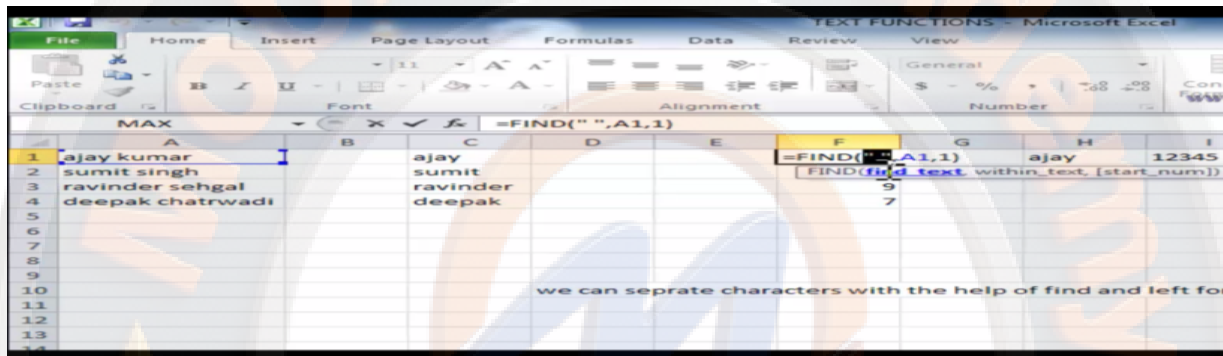 TEXT FUNCTIONS - Microsoft Excel
File Home Insert Page Layout Formulas Data Review View
Paste 11 A A General
B I U A $ % ,
Clipboard Font Alignment Number
MAX fx =FIND(" ",A1,1)
A B C D E F G H I
1 ajay kumar ajay =FIND(" ",A1,1) ajay 12345
2 sumit singh sumit FIND(find_text, within_text, [start_num])
3 ravinder sehgal ravinder 9
4 deepak chatrwadi deepak 7
5
6
7
8
9
10 we can seprate characters with the help of find and left
11
12
13
14